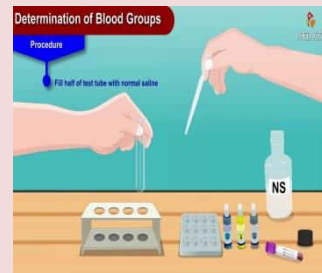 Determination of Blood Groups
Procedure
Fill half of test tube with normal saline
NS